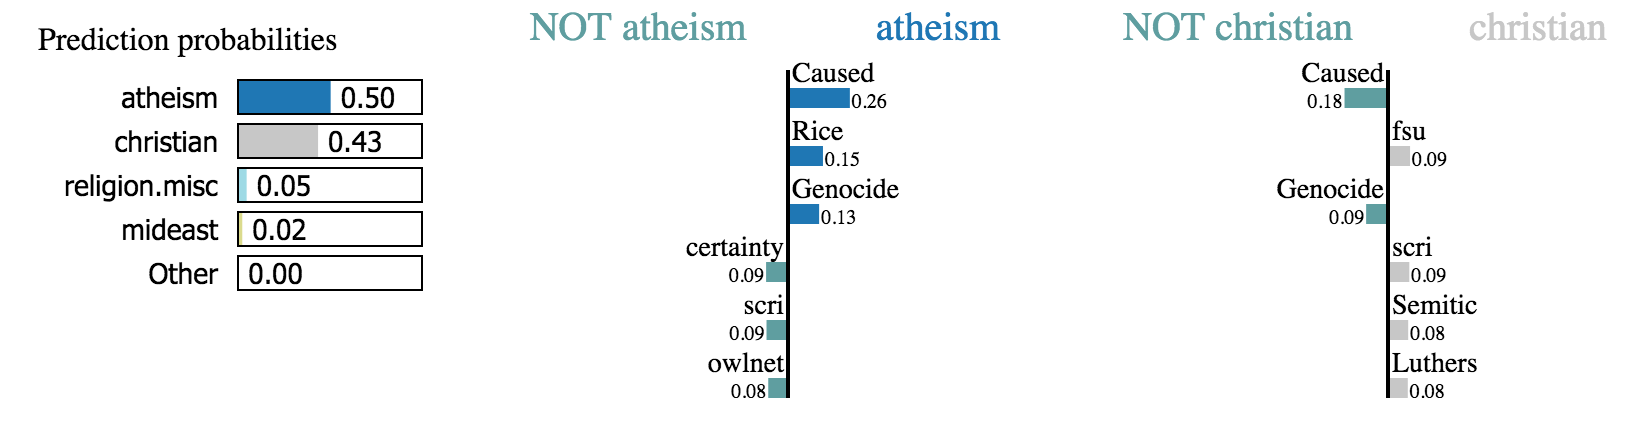 Prediction probabilities
atheism 0.50
christian 0.43
religion.misc 0.05
mideast 0.02
Other 0.00
NOT atheism atheism
Caused
0.26
Rice
0.15
Genocide
0.13
certainty
0.09
scri
0.09
owlnet
0.08
NOT christian christian
Caused
0.18
fsu
0.09
Genocide
0.09
scri
0.09
Semitic
0.08
Luthers
0.08